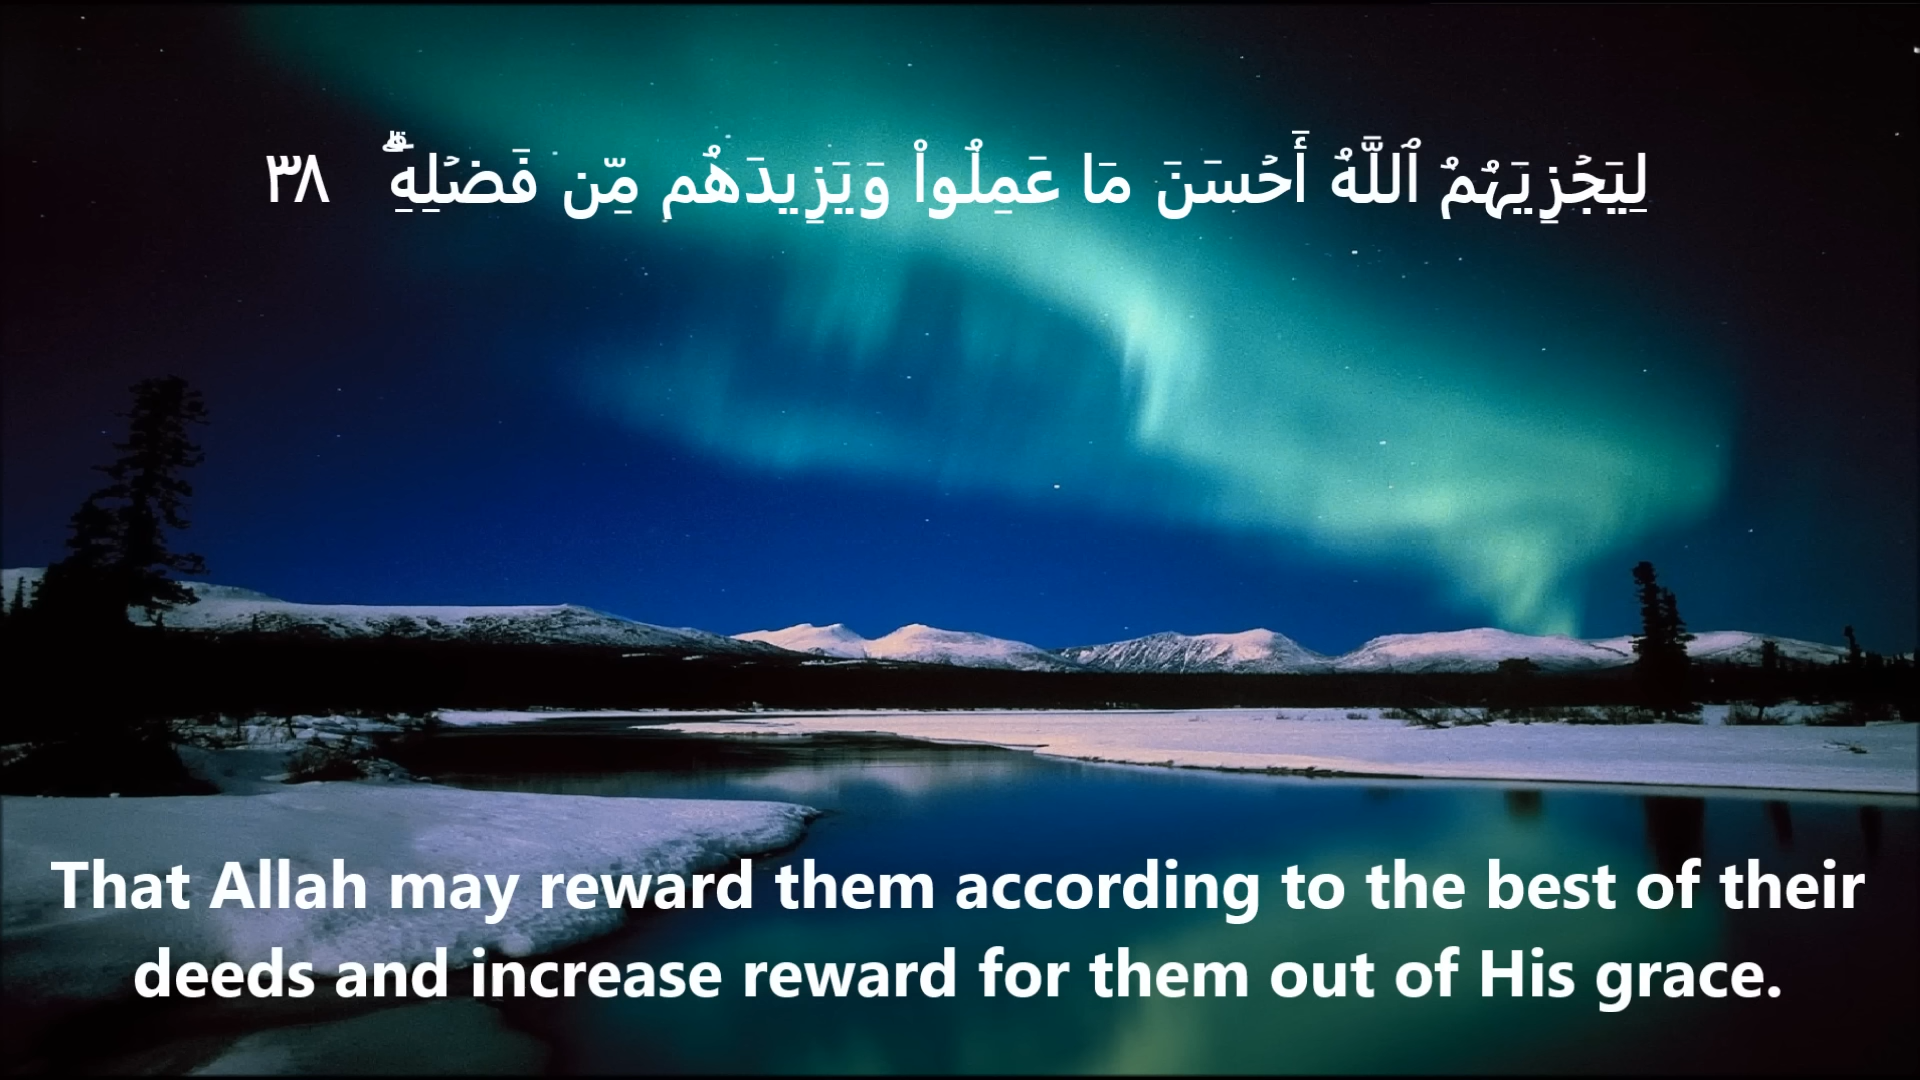 لِيَجۡزِيَهُمُ ٱللَّهُ أَحۡسَنَ مَا عَمِلُواْ وَيَزِيدَهُم مِّن فَضۡلِهِۦۗ ٣٨
That Allah may reward them according to the best of their
deeds and increase reward for them out of His grace.